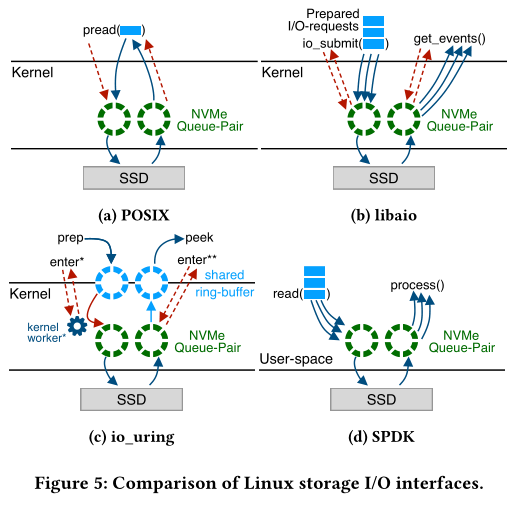 pread(
)
Kernel
NVMe
Queue-Pair
SSD
(a) POSIX
Prepared
I/O-requests
io_submit(
)
get_events()
Kernel
NVMe
Queue-Pair
SSD
(b) libaio
prep
peek
enter*
enter**
shared
ring-buffer
Kernel
kernel
worker*
NVMe
Queue-Pair
SSD
(c) io_uring
read(
)
process()
NVMe
Queue-Pair
User-space
SSD
(d) SPDK
Figure 5: Comparison of Linux storage I/O interfaces.